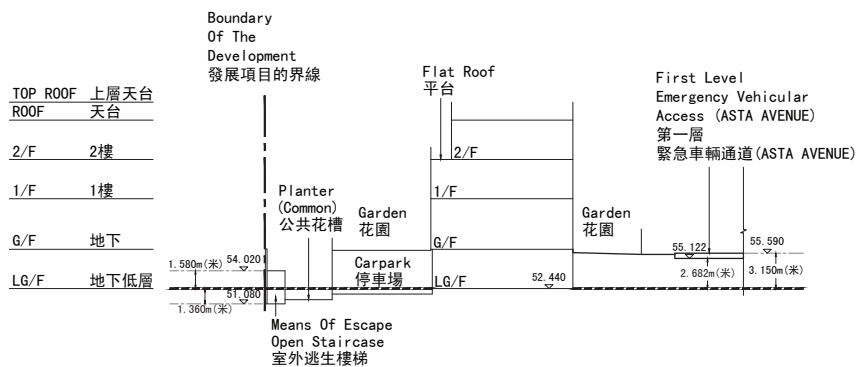 Boundary
Of The
Development
發展項目的界線
Flat Roof
平台
First Level
Emergency Vehicular
Access (ASTA AVENUE)
第一層
緊急車輛通道(ASTA AVENUE)
TOP ROOF 上層天台
ROOF 天台
2/F 2樓
2/F
1/F 1樓
Planter
(Common)
公共花槽
1/F
Garden
花園
Garden
花園
G/F 地下
54.020
G/F
55.122
55.590
1.580m(米)
Carpark
停車場
2.682m(米)
3.150m(米)
LG/F 地下低層
51.080
LG/F
52.440
1.360m(米)
Means Of Escape
Open Staircase
室外逃生樓梯